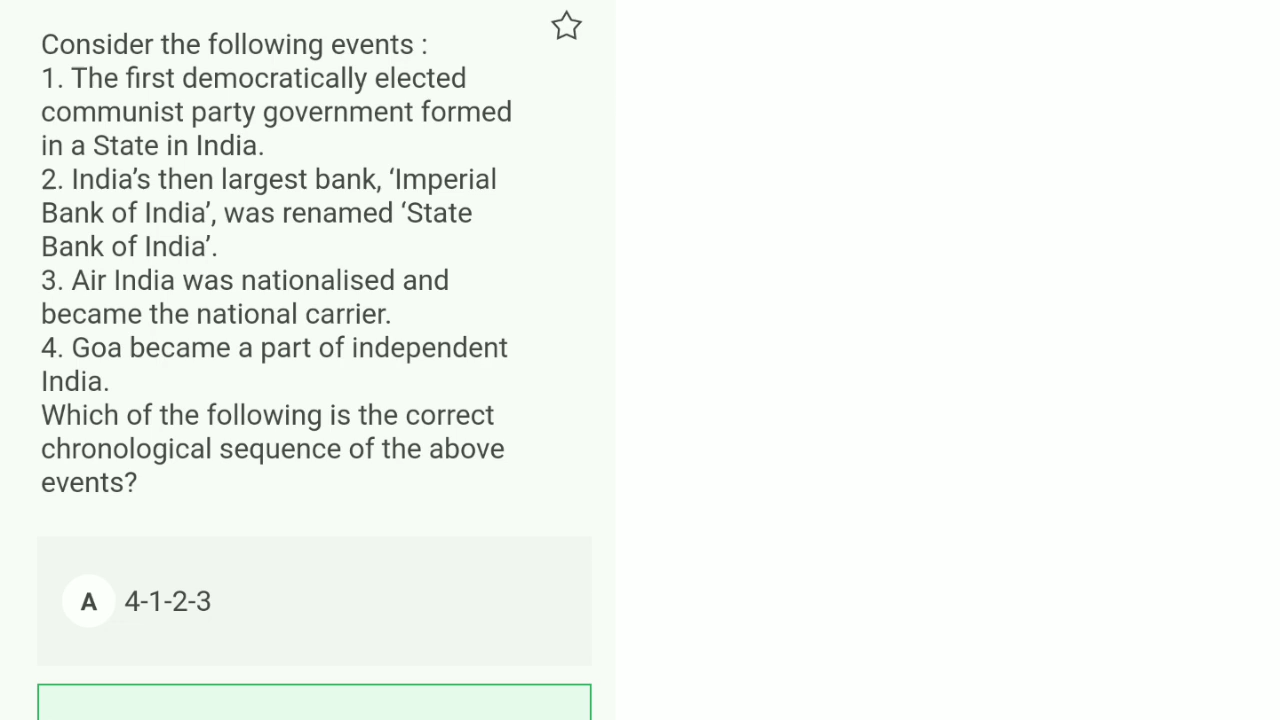 Consider the following events :
1. The first democratically elected
communist party government formed
in a State in India.
2. India’s then largest bank, ‘Imperial
Bank of India’, was renamed ‘State
Bank of India’.
3. Air India was nationalised and
became the national carrier.
4. Goa became a part of independent
India.
Which of the following is the correct
chronological sequence of the above
events?
A 4-1-2-3